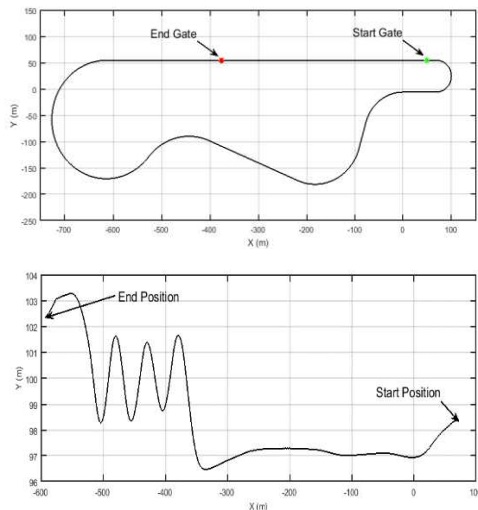 150
100
50
0
-50
-100
-150
-200
-250
Y (m)
End Gate
Start Gate
-700 -600 -500 -400 -300 -200 -100 0 100
X (m)
104
103
102
101
100
99
98
97
96
Y (m)
End Position
Start Position
-600 -500 -400 -300 -200 -100 0 10
X (m)